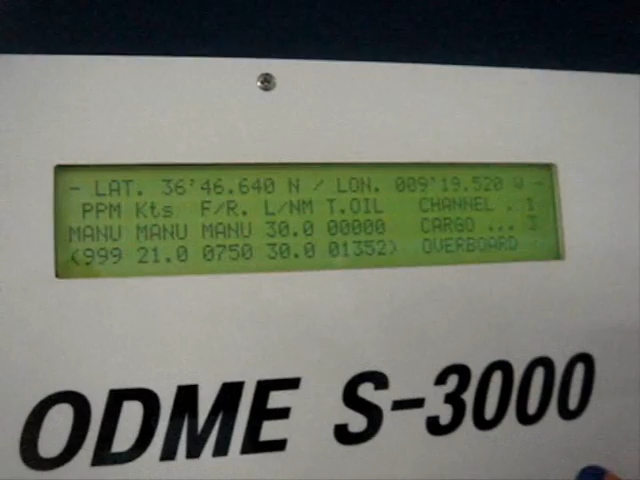 - LAT. 36'46.640 N / LON. 009'19.520 W -
PPM Kts F/R. L/NM T.OIL CHANNEL . 1
MANU MANU MANU 30.0 00000 CARGO ... I
(999 21.0 0750 30.0 01352) OVERBOARD
ODME S-3000